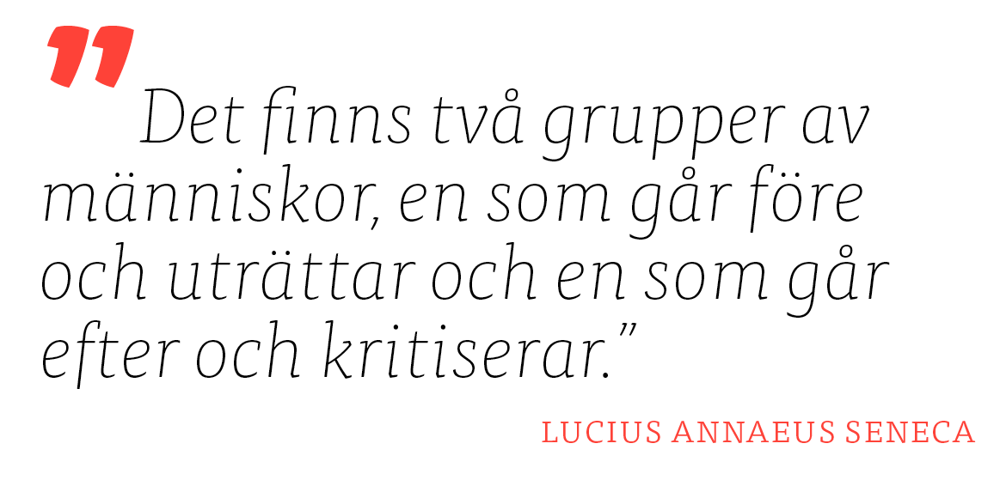 ”Det finns två grupper av
människor, en som går före
och uträttar och en som går
efter och kritiserar.”
LUCIUS ANNAEUS SENECA